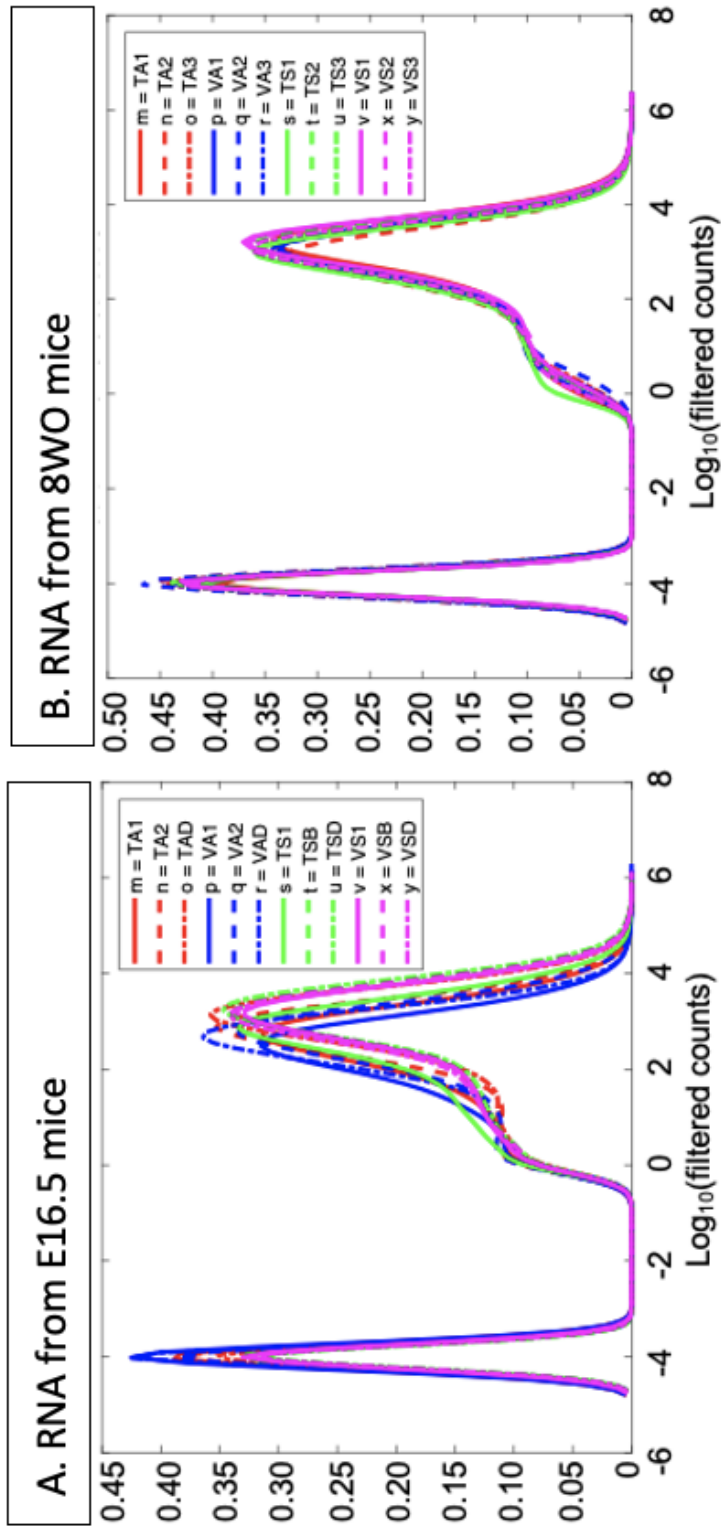 A. RNA from E16.5 mice
0.45
0.40
0.35
0.30
0.25
0.20
0.15
0.10
0.05
0
-6
-4
-2
0
2
4
6
8
Log₁₀(filtered counts)
m = TA1
n = TA2
o = TAD
p = VA1
q = VA2
r = VAD
s = TS1
t = TSB
u = TSD
v = VS1
x = VSB
y = VSD
B. RNA from 8WO mice
0.50
0.45
0.40
0.35
0.30
0.25
0.20
0.15
0.10
0.05
0
-6
-4
-2
0
2
4
6
8
Log₁₀(filtered counts)
m = TA1
n = TA2
o = TA3
p = VA1
q = VA2
r = VA3
s = TS1
t = TS2
u = TS3
v = VS1
x = VS2
y = VS3